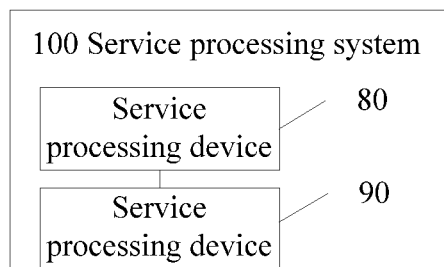 100 Service processing system
Service
processing device
80
Service
processing device
90